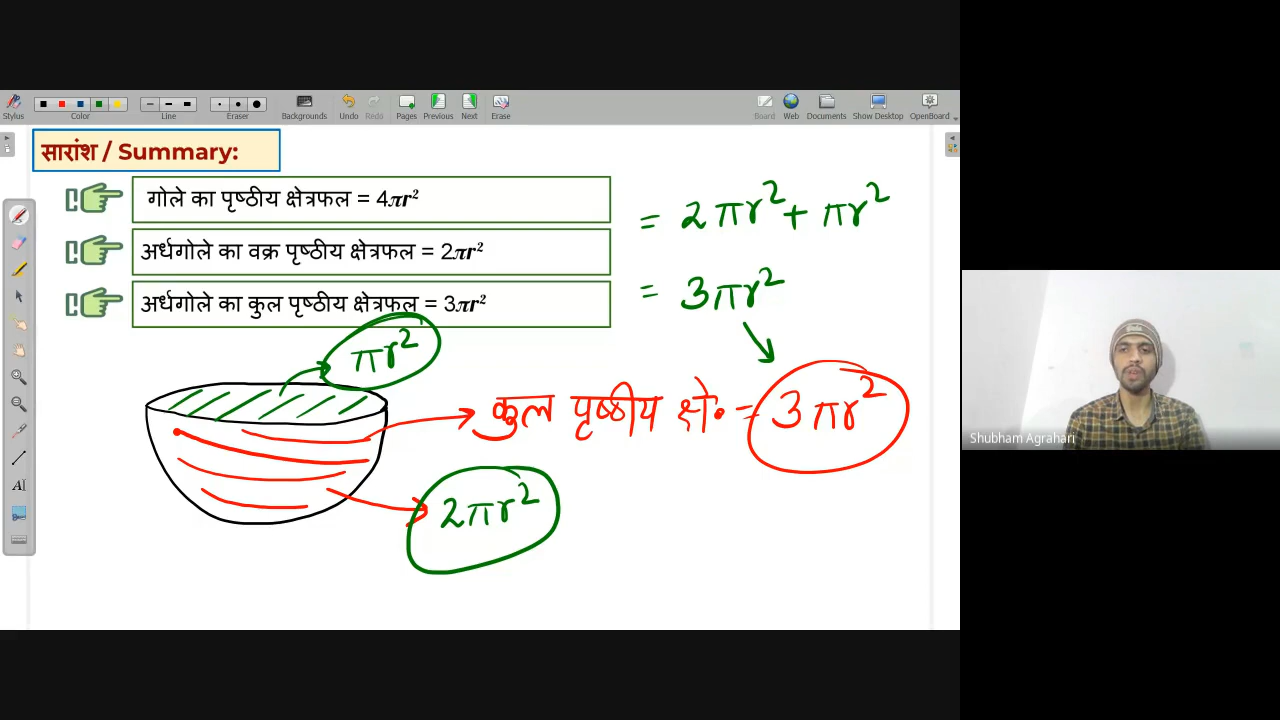 Stylus
Color
Line
Eraser
Backgrounds
Undo
Redo
Pages
Previous
Next
Erase
Board
Web
Documents
Show Desktop
OpenBoard
सारांश / Summary:
गोले का पृष्ठीय क्षेत्रफल = 4πr²
अर्धगोले का वक्र पृष्ठीय क्षेत्रफल = 2πr²
अर्धगोले का कुल पृष्ठीय क्षेत्रफल = 3πr²
= 2πr² + πr²
= 3πr²
πr²
कुल पृष्ठीय क्षे. = 3πr²
2πr²
Shubham Agrahari